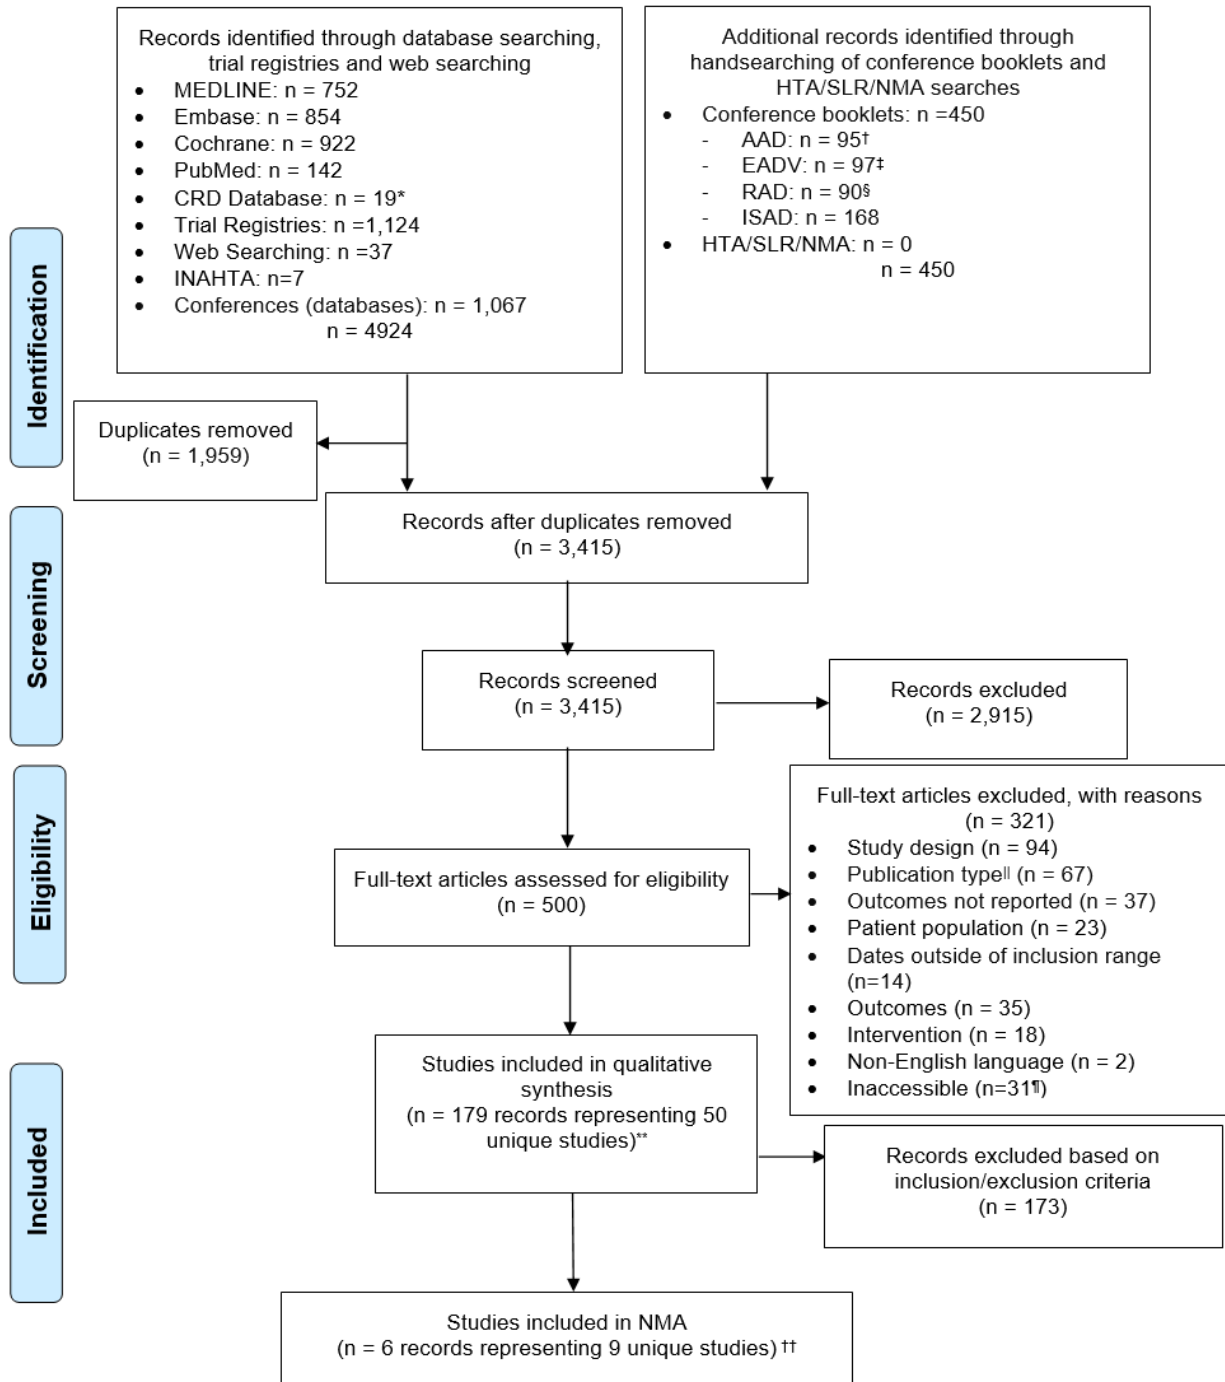 Records identified through database searching,
trial registries and web searching
• MEDLINE: n = 752
• Embase: n = 854
• Cochrane: n = 922
• PubMed: n = 142
• CRD Database: n = 19*
• Trial Registries: n =1,124
• Web Searching: n =37
• INAHTA: n=7
• Conferences (databases): n = 1,067
n = 4924
Additional records identified through
handsearching of conference booklets and
HTA/SLR/NMA searches
• Conference booklets: n =450
- AAD: n = 95†
- EADV: n = 97‡
- RAD: n = 90§
- ISAD: n = 168
• HTA/SLR/NMA: n = 0
n = 450
Identification
Duplicates removed
(n = 1,959)
Records after duplicates removed
(n = 3,415)
Screening
Records screened
(n = 3,415)
Records excluded
(n = 2,915)
Eligibility
Full-text articles assessed for eligibility
(n = 500)
Full-text articles excluded, with reasons
(n = 321)
• Study design (n = 94)
• Publication type|| (n = 67)
• Outcomes not reported (n = 37)
• Patient population (n = 23)
• Dates outside of inclusion range
(n=14)
• Outcomes (n = 35)
• Intervention (n = 18)
• Non-English language (n = 2)
• Inaccessible (n=31¶)
Included
Studies included in qualitative
synthesis
(n = 179 records representing 50
unique studies)**
Records excluded based on
inclusion/exclusion criteria
(n = 173)
Studies included in NMA
(n = 6 records representing 9 unique studies) ††